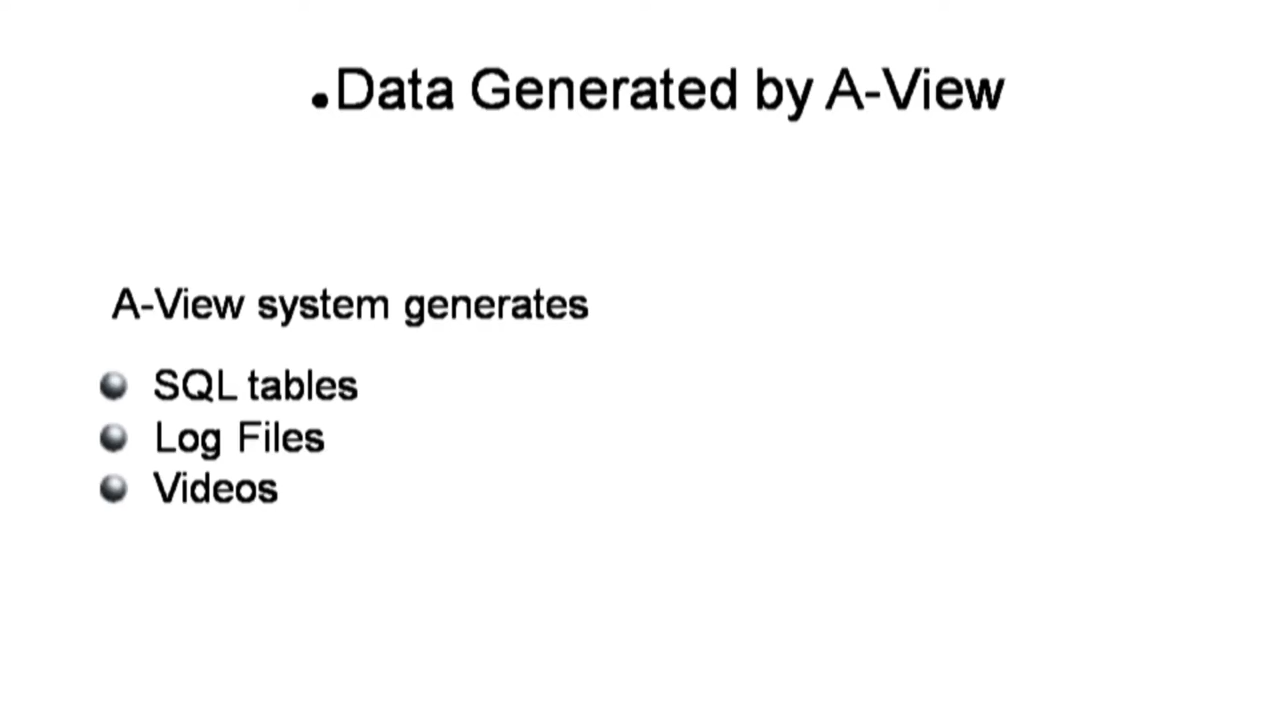 •Data Generated by A-View
A-View system generates
SQL tables
Log Files
Videos